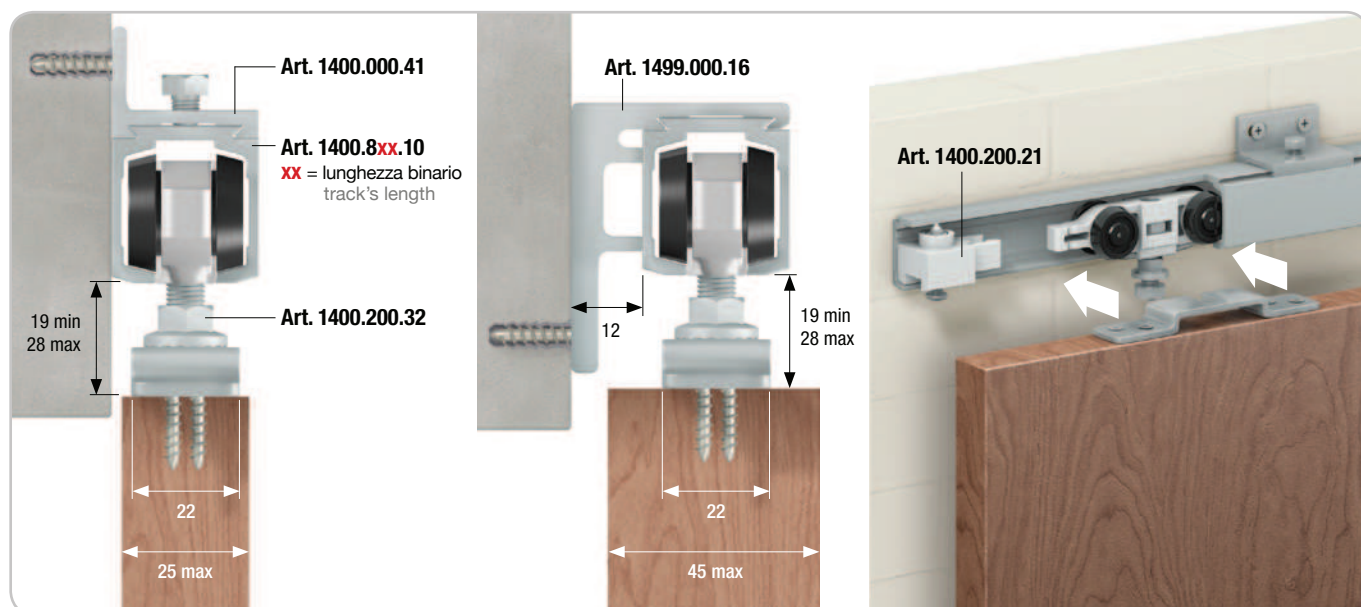 Art. 1400.000.41
Art. 1400.8xx.10
xx = lunghezza binario
track's length
19 min
28 max
Art. 1400.200.32
22
25 max
Art. 1499.000.16
12
19 min
28 max
22
45 max
Art. 1400.200.21